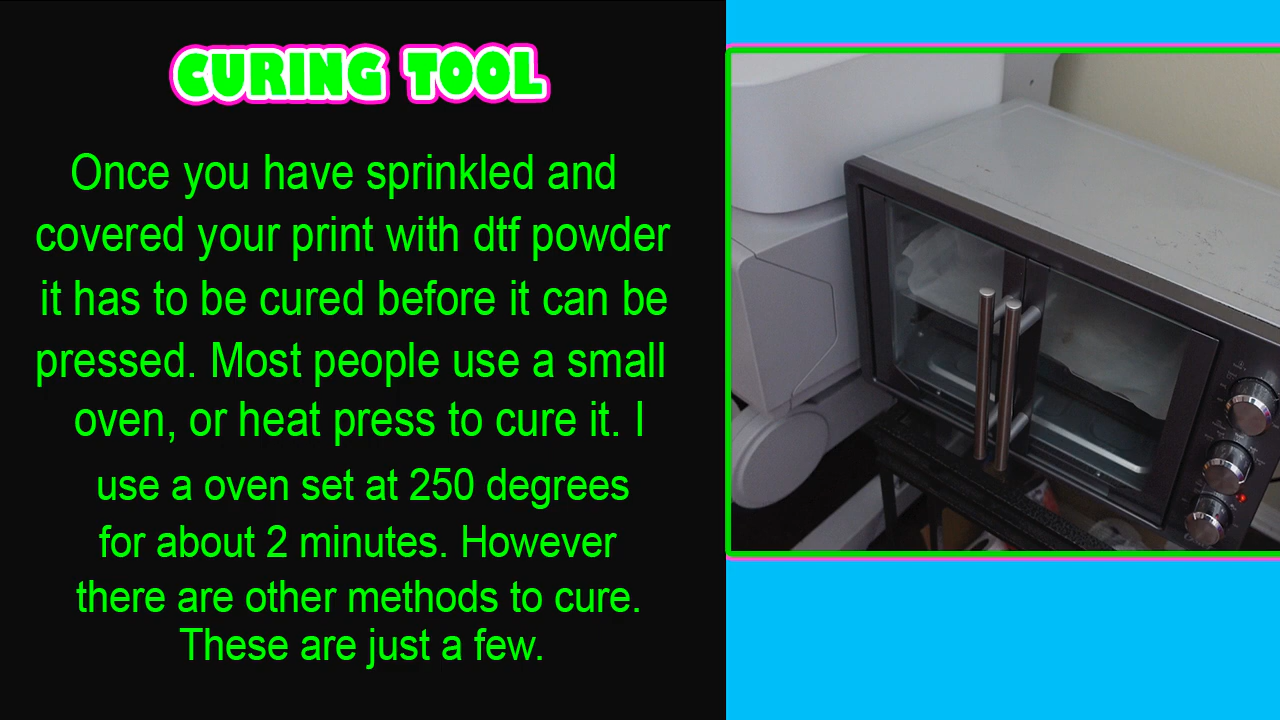 CURING TOOL
Once you have sprinkled and
covered your print with dtf powder
it has to be cured before it can be
pressed. Most people use a small
oven, or heat press to cure it. I
use a oven set at 250 degrees
for about 2 minutes. However
there are other methods to cure.
These are just a few.